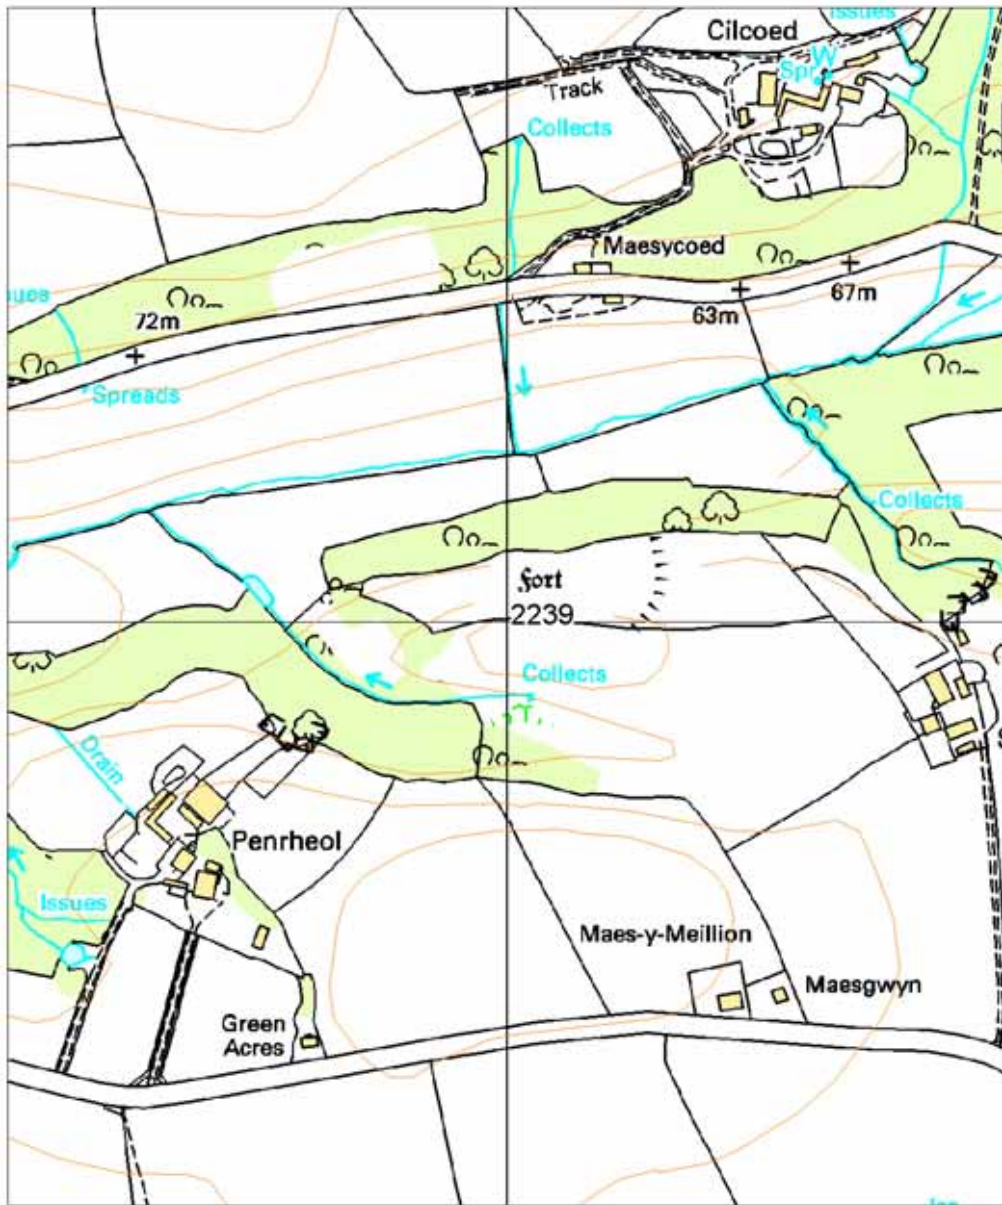 Issues
Cilcoed
W
Spr
Track
Collects
Maesycoed
67m
63m
72m
Spreads
Collects
Fort
2239
Collects
Drain
Penrheol
Issues
Maes-y-Meillion
Maesgwyn
Green
Acres